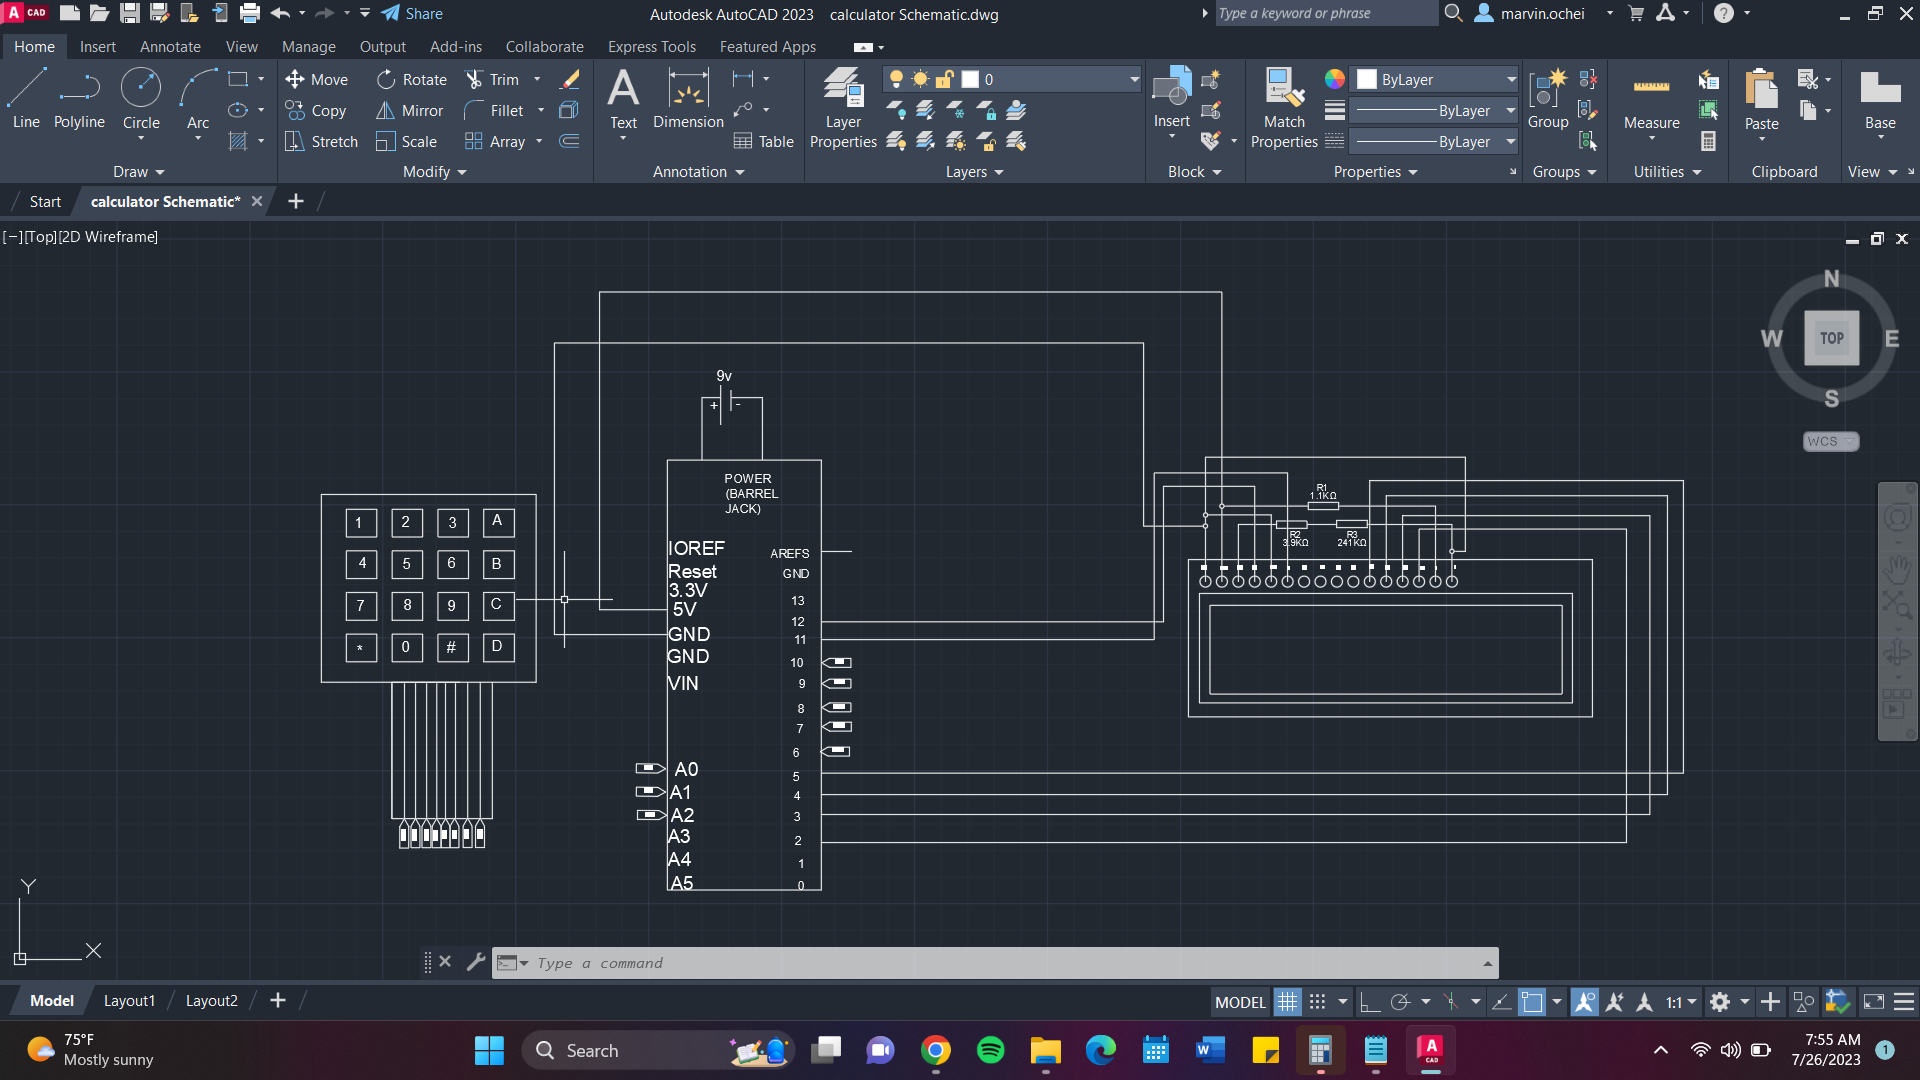 A CAD
Share
Autodesk AutoCAD 2023 calculator Schematic.dwg
Type a keyword or phrase
marvin.ochei
Home Insert Annotate View Manage Output Add-ins Collaborate Express Tools Featured Apps
Line Polyline Circle Arc
Draw
Move Rotate Trim
Copy Mirror Fillet
Stretch Scale Array
Modify
Text Dimension Table
Annotation
Layer Properties
0
Layers
Insert
Block
Match Properties
ByLayer
ByLayer
ByLayer
Properties
Group
Groups
Measure
Utilities
Paste
Clipboard
Base
View
Start calculator Schematic*
[−][Top][2D Wireframe]
N
W TOP E
S
WCS
9v
+ -
POWER
(BARREL
JACK)
IOREF
Reset
3.3V
5V
GND
GND
VIN
A0
A1
A2
A3
A4
A5
AREFS
GND
13
12
11
10
9
8
7
6
5
4
3
2
1
0
1 2 3 A
4 5 6 B
7 8 9 C
* 0 # D
R1
1.1KΩ
R2
3.9KΩ
R3
241KΩ
Y
X
Type a command
Model Layout1 Layout2
MODEL
1:1
75°F
Mostly sunny
Search
7:55 AM
7/26/2023
1